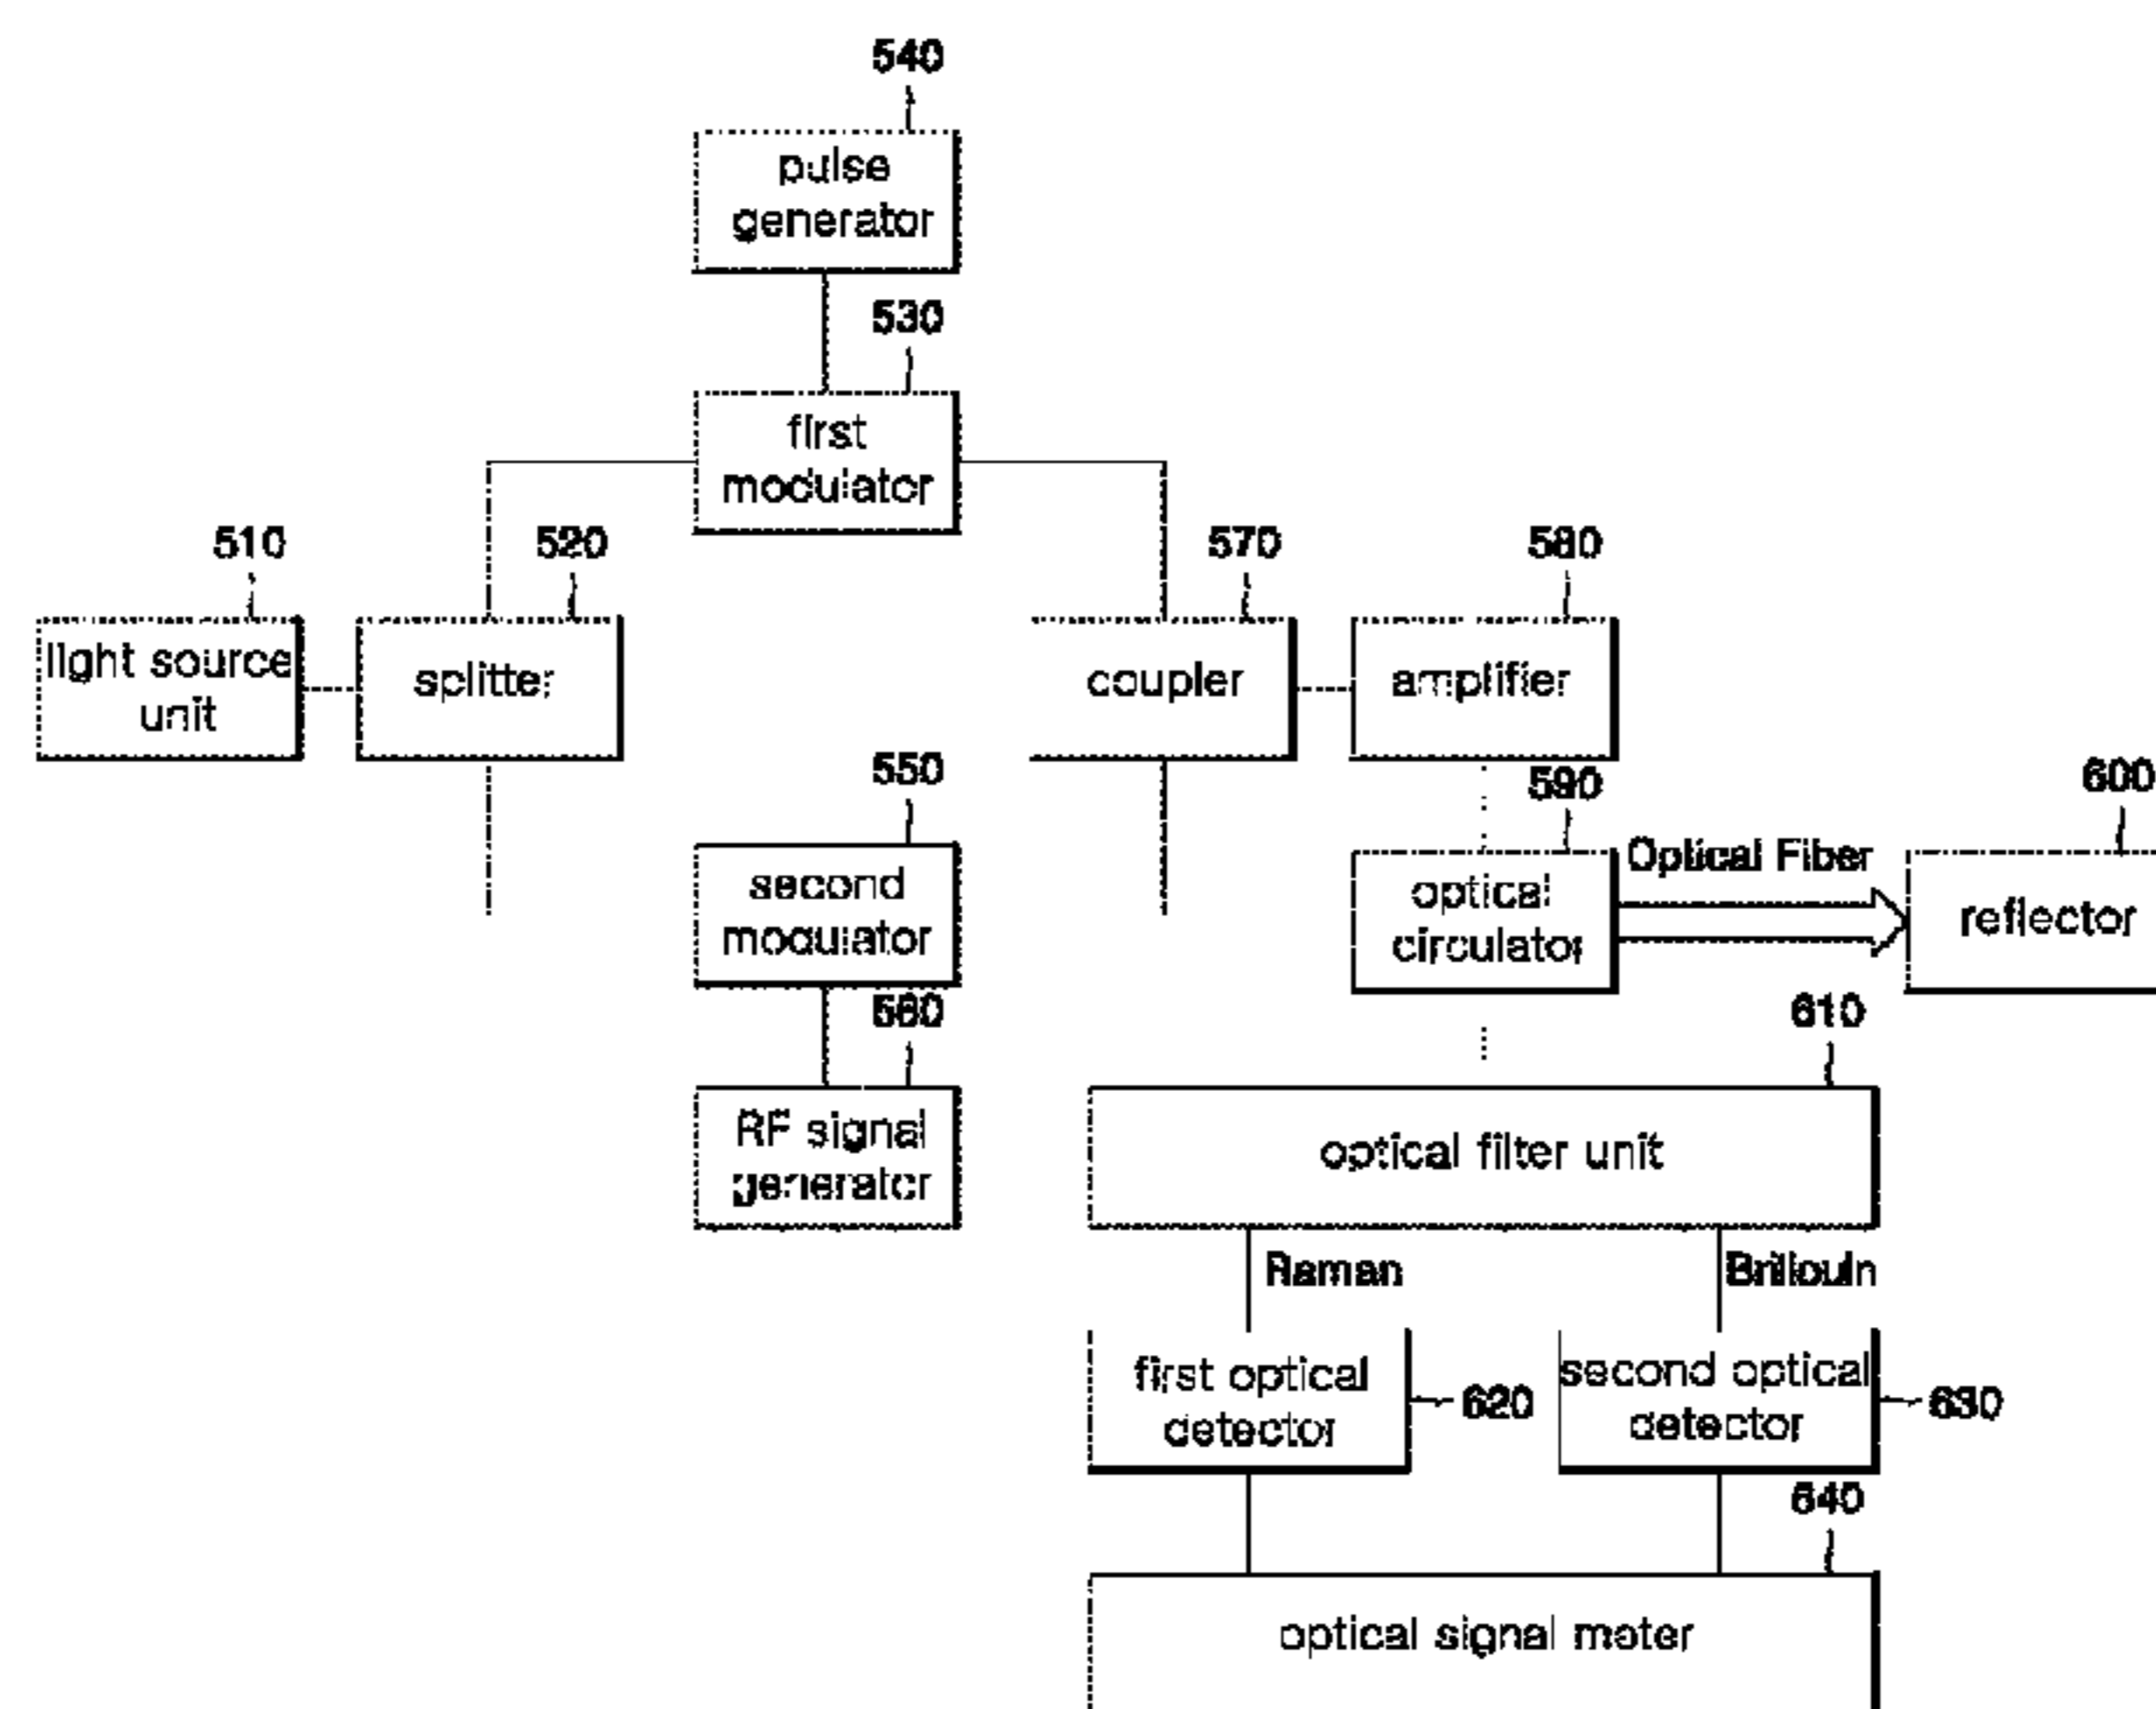 540
pulse
generator
530
first
modulator
510
520
570
580
light source
unit
splitter
coupler
amplifier
550
590
600
second
modulator
Optical Fiber
optical
circulator
reflector
560
610
RF signal
generator
optical filter unit
Raman
Brillouin
first optical
detector
620
second optical
detector
630
640
optical signal meter